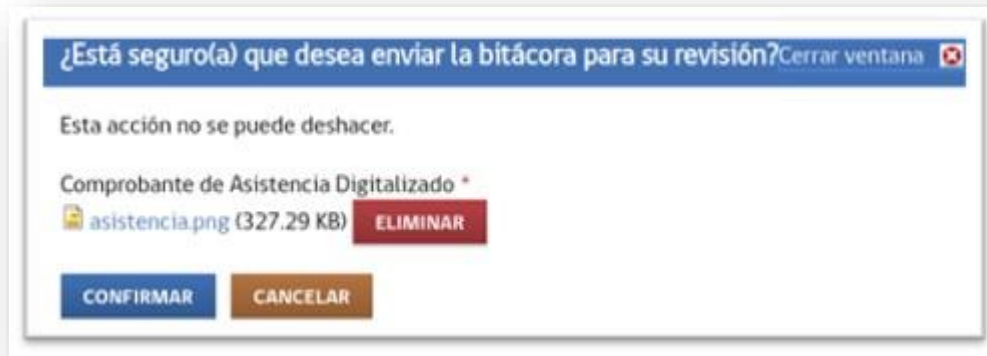 ¿Está seguro(a) que desea enviar la bitácora para su revisión?Cerrar ventana
Esta acción no se puede deshacer.
Comprobante de Asistencia Digitalizado *
asistencia.png (327.29 KB) ELIMINAR
CONFIRMAR CANCELAR